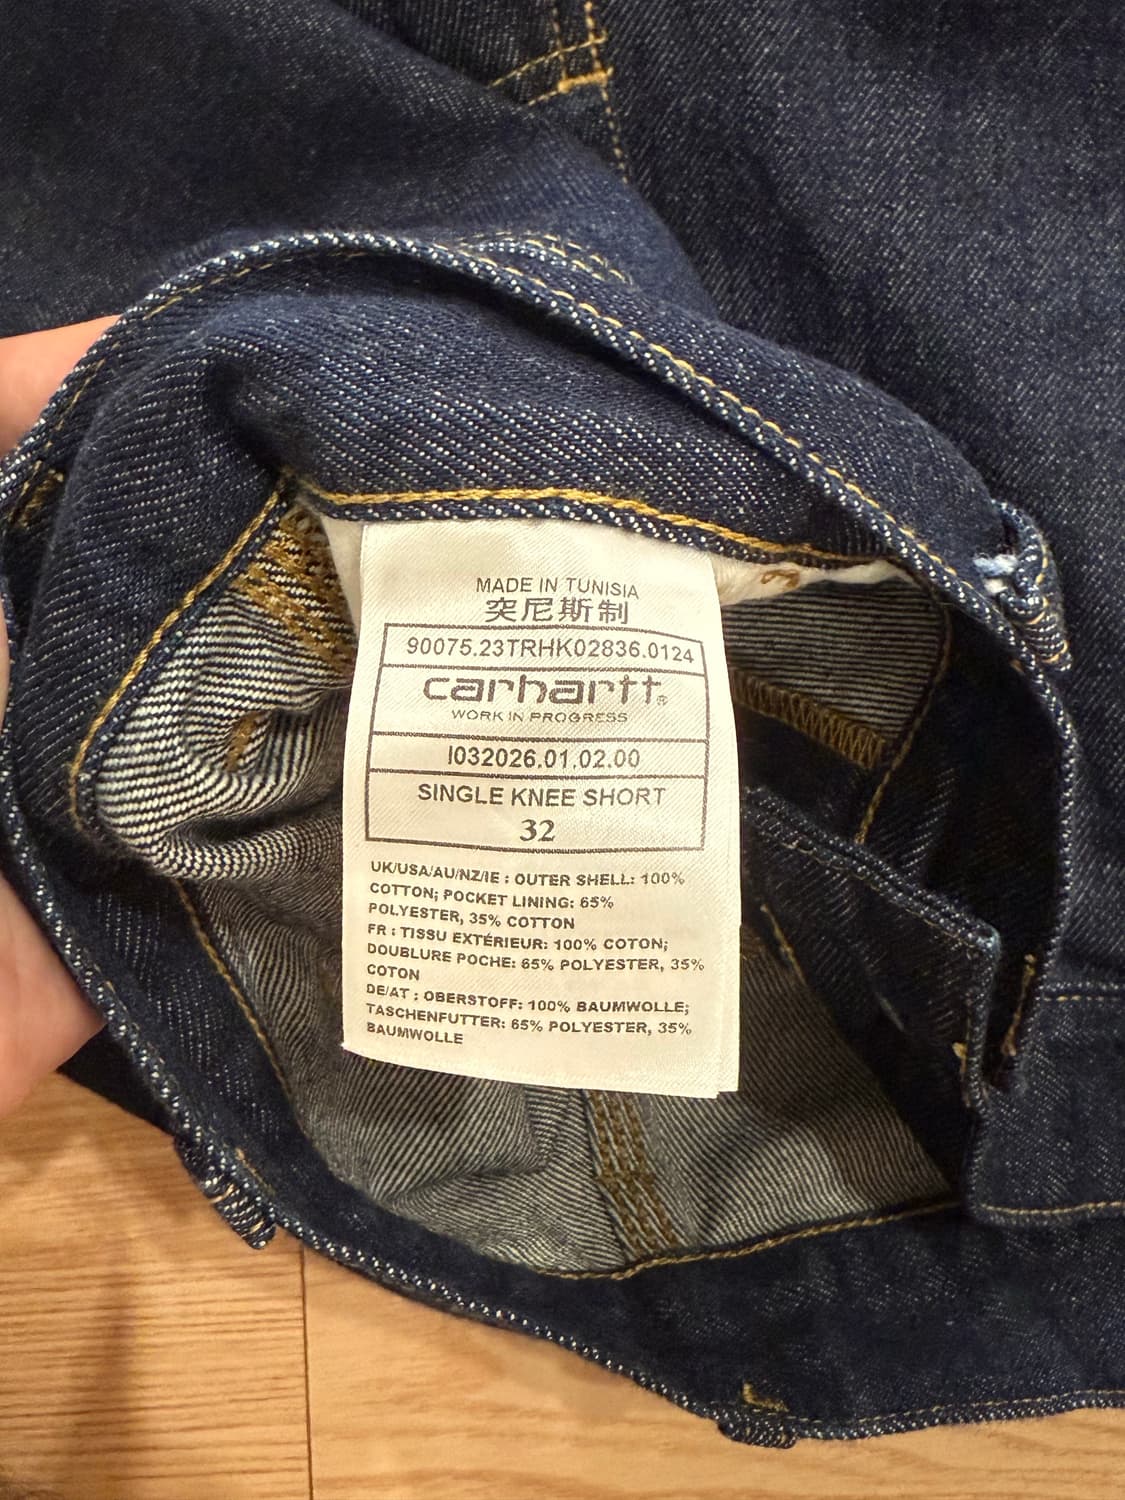 MADE IN TUNISIA
突尼斯制
90075.23TRHK02836.0124
carhartt®
WORK IN PROGRESS
I032026.01.02.00
SINGLE KNEE SHORT
32
UK/USA/AU/NZ/IE : OUTER SHELL: 100%
COTTON; POCKET LINING: 65%
POLYESTER, 35% COTTON
FR : TISSU EXTÉRIEUR: 100% COTON;
DOUBLURE POCHE: 65% POLYESTER, 35%
COTON
DE/AT : OBERSTOFF: 100% BAUMWOLLE;
TASCHENFUTTER: 65% POLYESTER, 35%
BAUMWOLLE